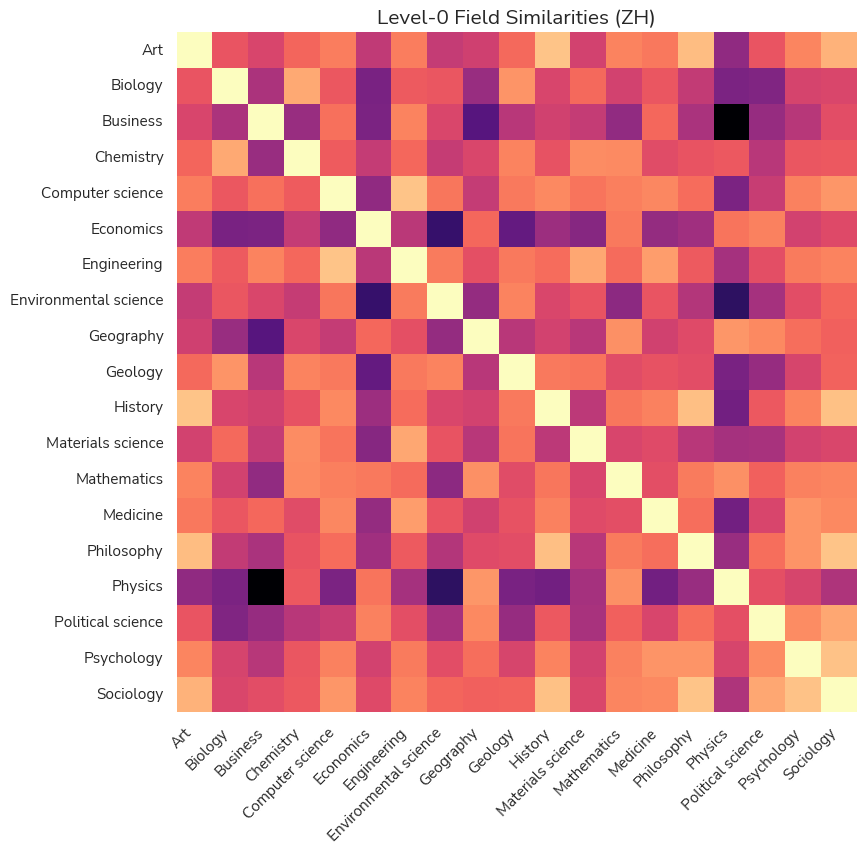 Level-0 Field Similarities (ZH)
Art
Biology
Business
Chemistry
Computer science
Economics
Engineering
Environmental science
Geography
Geology
History
Materials science
Mathematics
Medicine
Philosophy
Physics
Political science
Psychology
Sociology
Art
Biology
Business
Chemistry
Computer science
Economics
Engineering
Environmental science
Geography
Geology
History
Materials science
Mathematics
Medicine
Philosophy
Physics
Political science
Psychology
Sociology